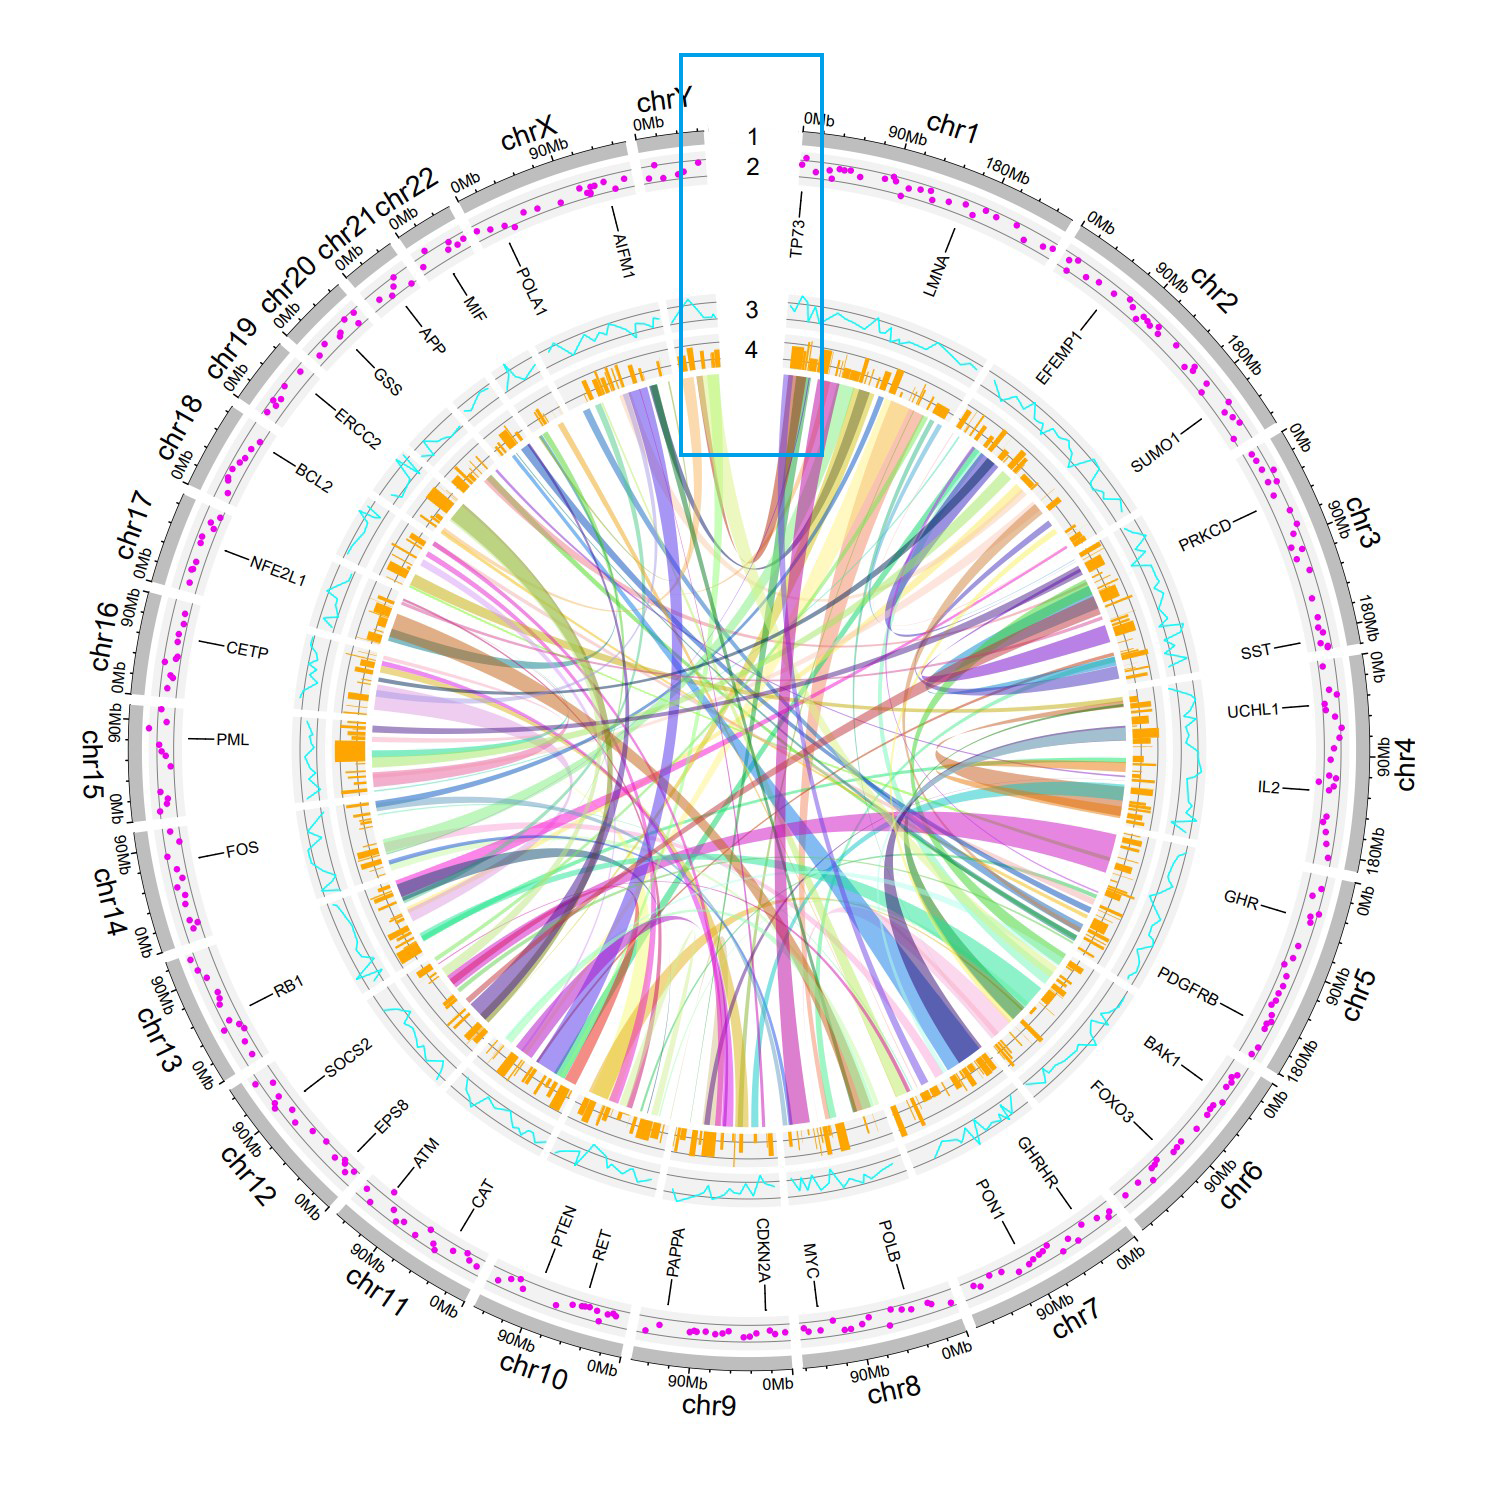 1
2
3
4
chr1
0Mb
90Mb
180Mb
TP73
LMNA
chr2
0Mb
90Mb
180Mb
EFEMP1
SUMO1
chr3
0Mb
90Mb
180Mb
PRKCD
SST
chr4
0Mb
90Mb
180Mb
UCHL1
IL2
chr5
0Mb
90Mb
180Mb
GHR
PDGFRB
chr6
0Mb
90Mb
BAK1
FOXO3
chr7
0Mb
90Mb
GHRHR
PON1
chr8
0Mb
90Mb
POLB
MYC
chr9
0Mb
90Mb
CDKN2A
PAPPA
chr10
0Mb
90Mb
RET
PTEN
chr11
0Mb
90Mb
CAT
ATM
chr12
0Mb
90Mb
EPS8
SOCS2
chr13
0Mb
90Mb
RB1
chr14
0Mb
90Mb
FOS
chr15
0Mb
90Mb
PML
chr16
0Mb
90Mb
CETP
chr17
0Mb
NFE2L1
chr18
0Mb
BCL2
chr19
0Mb
ERCC2
chr20
0Mb
GSS
chr21
0Mb
APP
chr22
0Mb
MIF
chrX
0Mb
90Mb
POLA1
AIFM1
chrY
0Mb